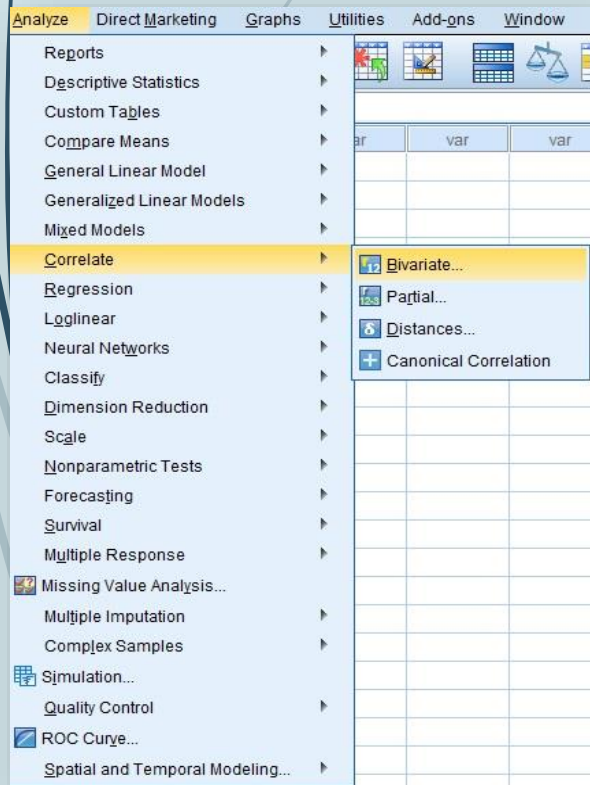 Analyze Direct Marketing Graphs Utilities Add-ons Window
Reports
Descriptive Statistics
Custom Tables
Compare Means
ar var var
General Linear Model
Generalized Linear Models
Mixed Models
Correlate
Bivariate...
Regression
Partial...
Loglinear
Distances...
Neural Networks
Canonical Correlation
Classify
Dimension Reduction
Scale
Nonparametric Tests
Forecasting
Survival
Multiple Response
Missing Value Analysis...
Multiple Imputation
Complex Samples
Simulation...
Quality Control
ROC Curve...
Spatial and Temporal Modeling...